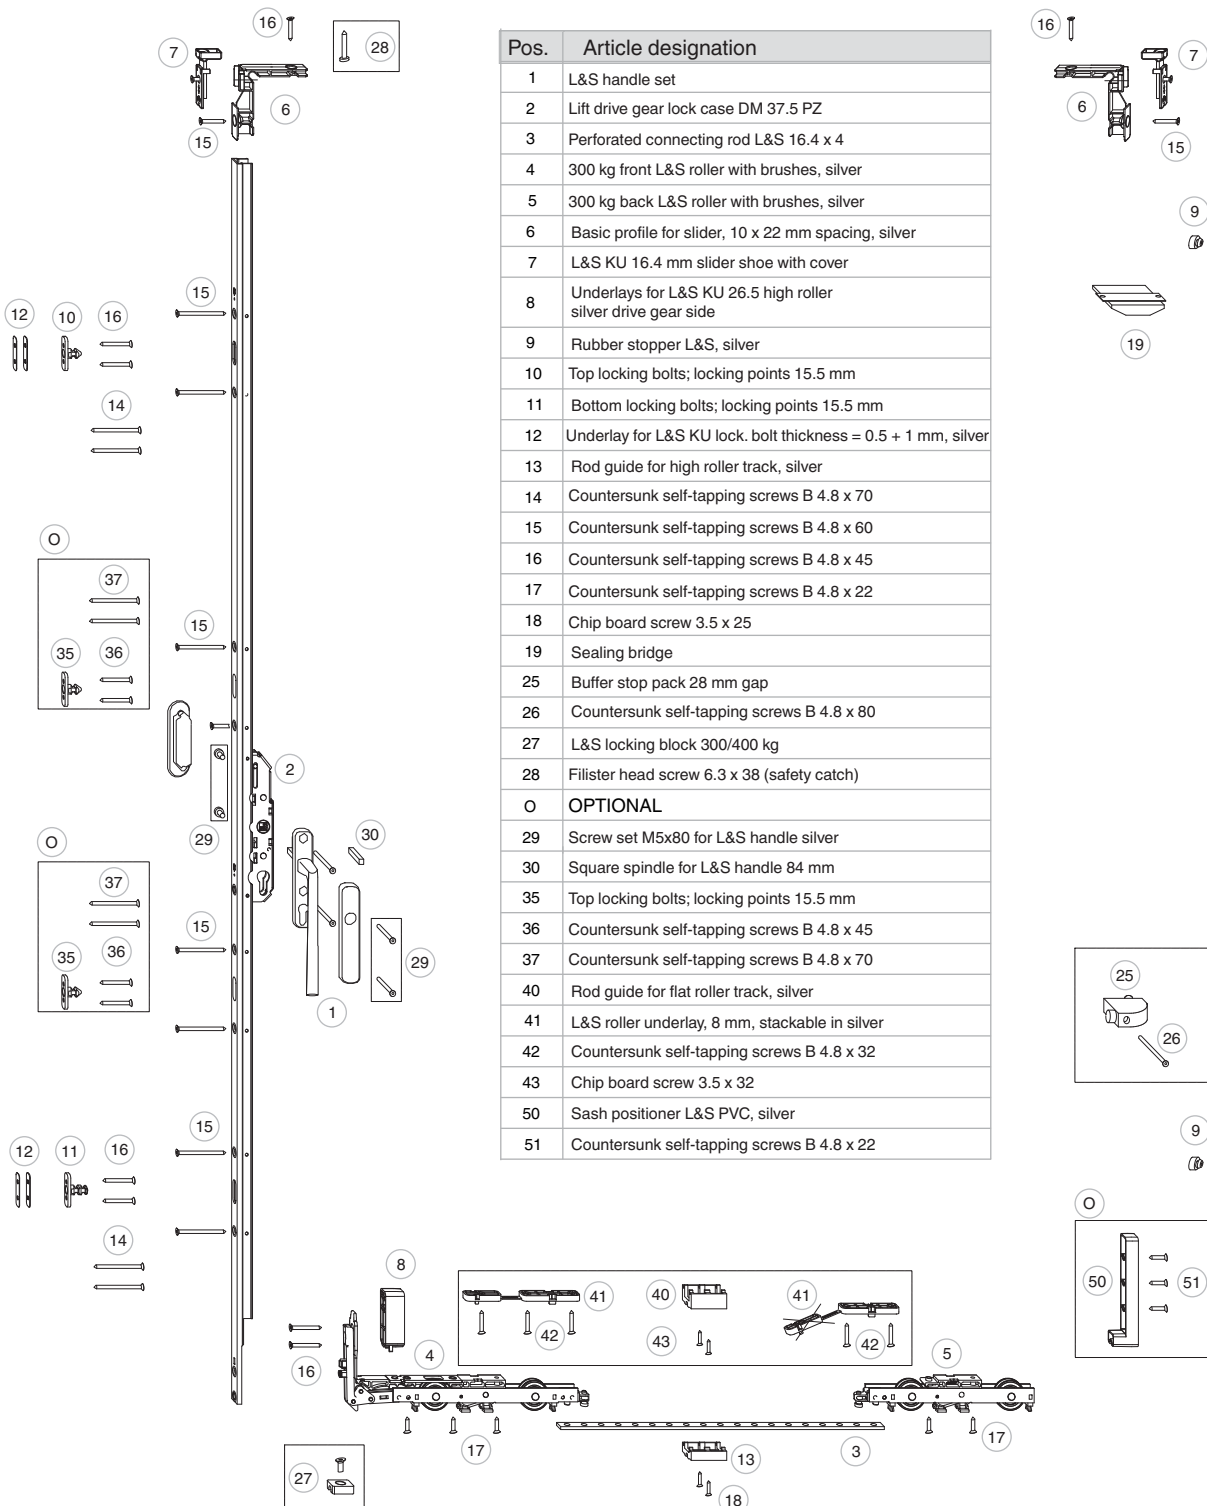 16
28
7
6
15
16
7
6
15
9
19
Pos. Article designation
1 L&S handle set
2 Lift drive gear lock case DM 37.5 PZ
3 Perforated connecting rod L&S 16.4 x 4
4 300 kg front L&S roller with brushes, silver
5 300 kg back L&S roller with brushes, silver
6 Basic profile for slider, 10 x 22 mm spacing, silver
7 L&S KU 16.4 mm slider shoe with cover
8 Underlays for L&S KU 26.5 high roller
silver drive gear side
9 Rubber stopper L&S, silver
10 Top locking bolts; locking points 15.5 mm
11 Bottom locking bolts; locking points 15.5 mm
12 Underlay for L&S KU lock. bolt thickness = 0.5 + 1 mm, silver
13 Rod guide for high roller track, silver
14 Countersunk self-tapping screws B 4.8 x 70
15 Countersunk self-tapping screws B 4.8 x 60
16 Countersunk self-tapping screws B 4.8 x 45
17 Countersunk self-tapping screws B 4.8 x 22
18 Chip board screw 3.5 x 25
19 Sealing bridge
25 Buffer stop pack 28 mm gap
26 Countersunk self-tapping screws B 4.8 x 80
27 L&S locking block 300/400 kg
28 Filister head screw 6.3 x 38 (safety catch)
O OPTIONAL
29 Screw set M5x80 for L&S handle silver
30 Square spindle for L&S handle 84 mm
35 Top locking bolts; locking points 15.5 mm
36 Countersunk self-tapping screws B 4.8 x 45
37 Countersunk self-tapping screws B 4.8 x 70
40 Rod guide for flat roller track, silver
41 L&S roller underlay, 8 mm, stackable in silver
42 Countersunk self-tapping screws B 4.8 x 32
43 Chip board screw 3.5 x 32
50 Sash positioner L&S PVC, silver
51 Countersunk self-tapping screws B 4.8 x 22
15
12
10
16
14
O
37
15
35
36
2
29
30
O
37
15
35
36
29
1
25
26
15
12
11
16
14
9
O
50
51
8
41
40
41
42
43
42
4
5
16
17
3
17
27
13
18